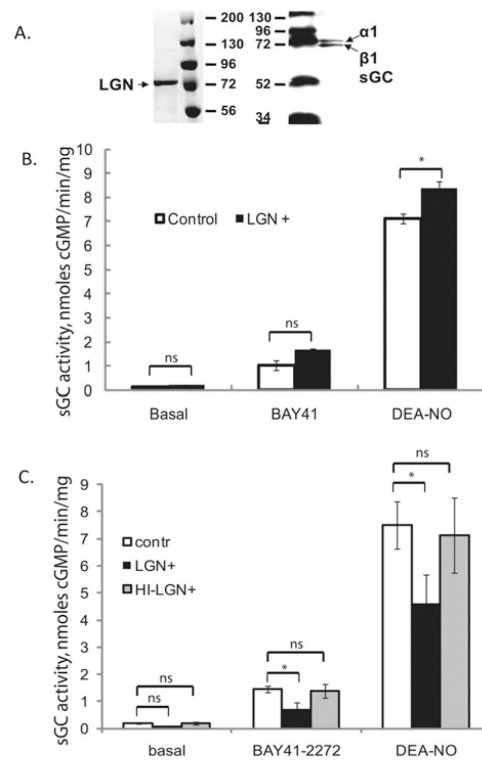 A.
LGN
200
130
96
72
56
130
96
72
52
34
α1
β1
sGC
B.
sGC activity, nmoles cGMP/min/mg
10
9
8
7
6
5
4
3
2
1
0
Control
LGN +
ns
ns
*
Basal
BAY41
DEA-NO
C.
sGC activity, nmoles cGMP/min/mg
9
8
7
6
5
4
3
2
1
0
contr
LGN+
HI-LGN+
ns
ns
ns
*
ns
*
basal
BAY41-2272
DEA-NO